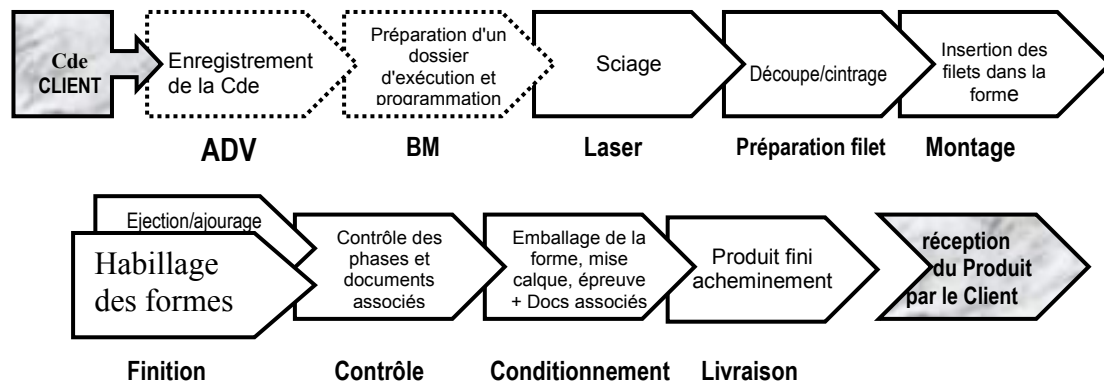 Cde
CLIENT
Enregistrement
de la Cde
Préparation d'un
dossier
d'exécution et
programmation
Sciage
Découpe/cintrage
Insertion des
filets dans la
forme
ADV
BM
Laser
Préparation filet
Montage
Ejection/ajourage
Habillage
des formes
Contrôle des
phases et
documents
associés
Emballage de la
forme, mise
calque, épreuve
+ Docs associés
Produit fini
acheminement
réception
du Produit
par le Client
Finition
Contrôle
Conditionnement
Livraison